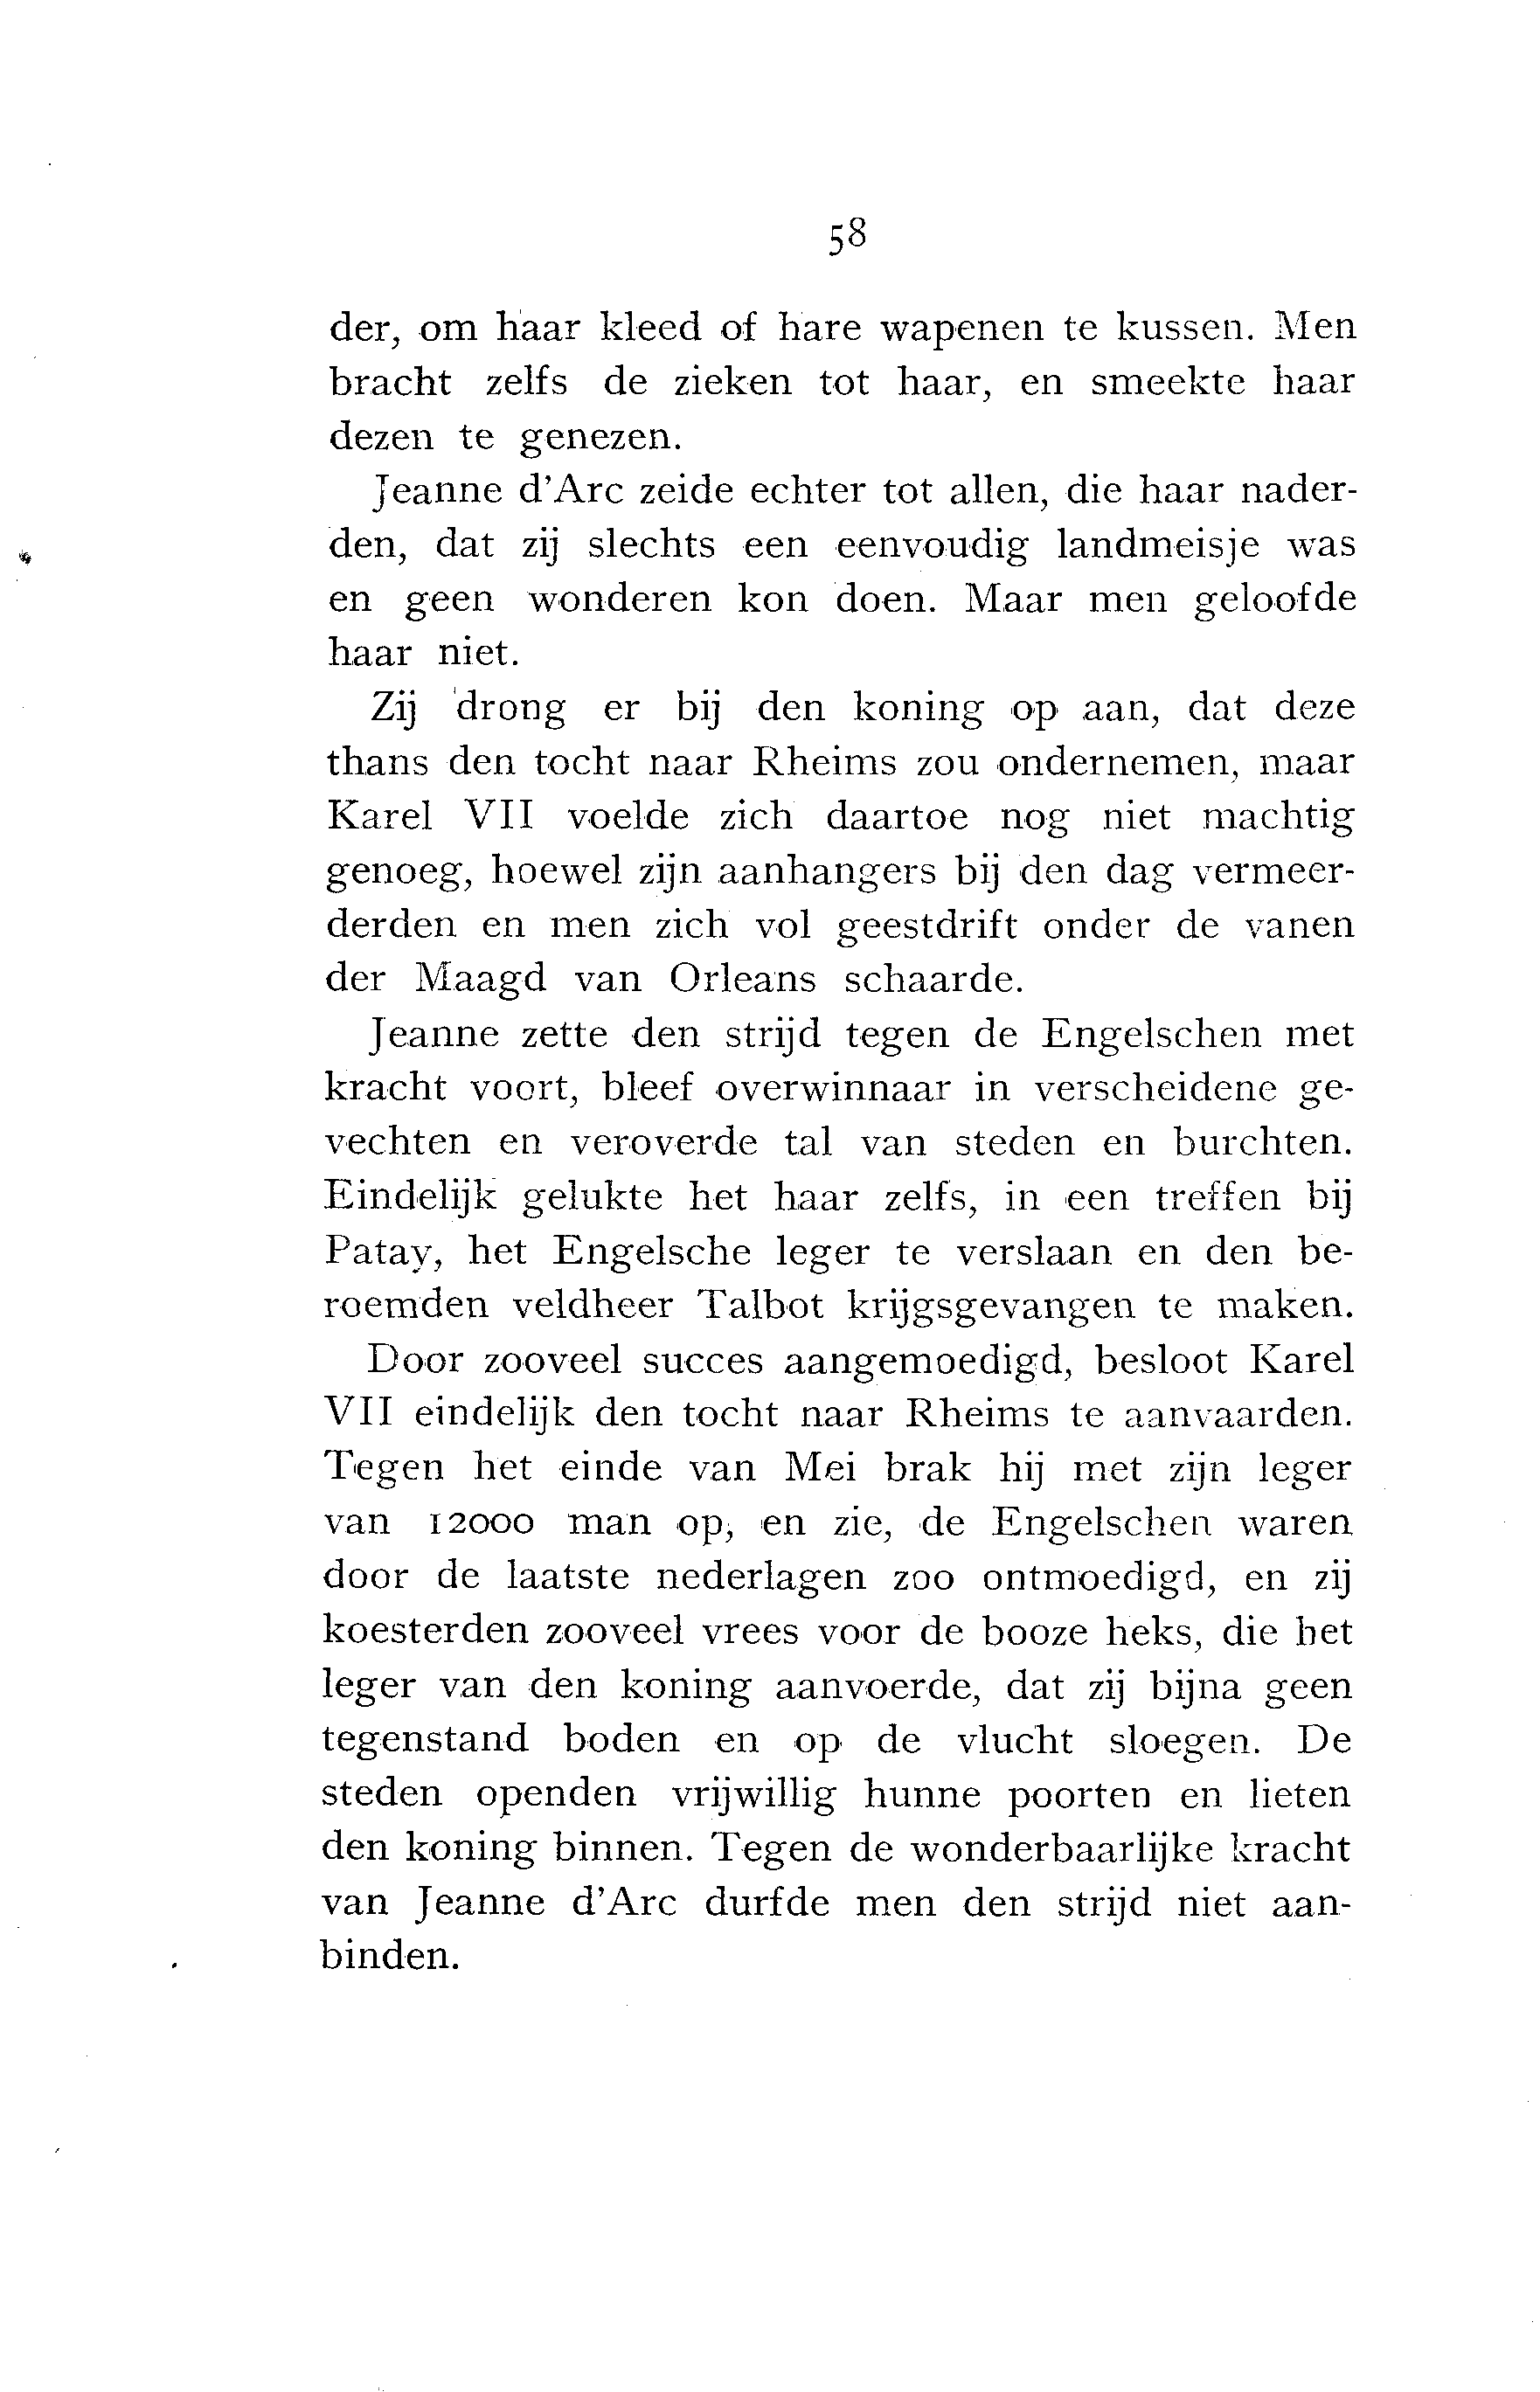 58
der, om haar kleed of hare wapenen te kussen. Men
bracht zelfs de zieken tot haar, en smeekte haar
dezen te genezen.
Jeanne d'Arc zeide echter tot allen, die haar nader-
den, dat zij slechts een eenvoudig landmeisje was
en geen wonderen kon doen. Maar men geloofde
haar niet.
Zij drong er bij den koning op aan, dat deze
thans den tocht naar Rheims zou ondernemen, maar
Karel VII voelde zich daartoe nog niet machtig
genoeg, hoewel zijn aanhangers bij den dag vermeer-
derden en men zich vol geestdrift onder de vanen
der Maagd van Orleans schaarde.
Jeanne zette den strijd tegen de Engelschen met
kracht voort, bleef overwinnaar in verscheidene ge-
vechten en veroverde tal van steden en burchten.
Eindelijk gelukte het haar zelfs, in een treffen bij
Patay, het Engelsche leger te verslaan en den be-
roemden veldheer Talbot krijgsgevangen te maken.
Door zooveel succes aangemoedigd, besloot Karel
VII eindelijk den tocht naar Rheims te aanvaarden.
Tegen het einde van Mei brak hij met zijn leger
van 12000 man op, en zie, de Engelschen waren
door de laatste nederlagen zoo ontmoedigd, en zij
koesterden zooveel vrees voor de booze heks, die het
leger van den koning aanvoerde, dat zij bijna geen
tegenstand boden en op de vlucht sloegen. De
steden openden vrijwillig hunne poorten en lieten
den koning binnen. Tegen de wonderbaarlijke kracht
van Jeanne d'Arc durfde men den strijd niet aan-
binden.